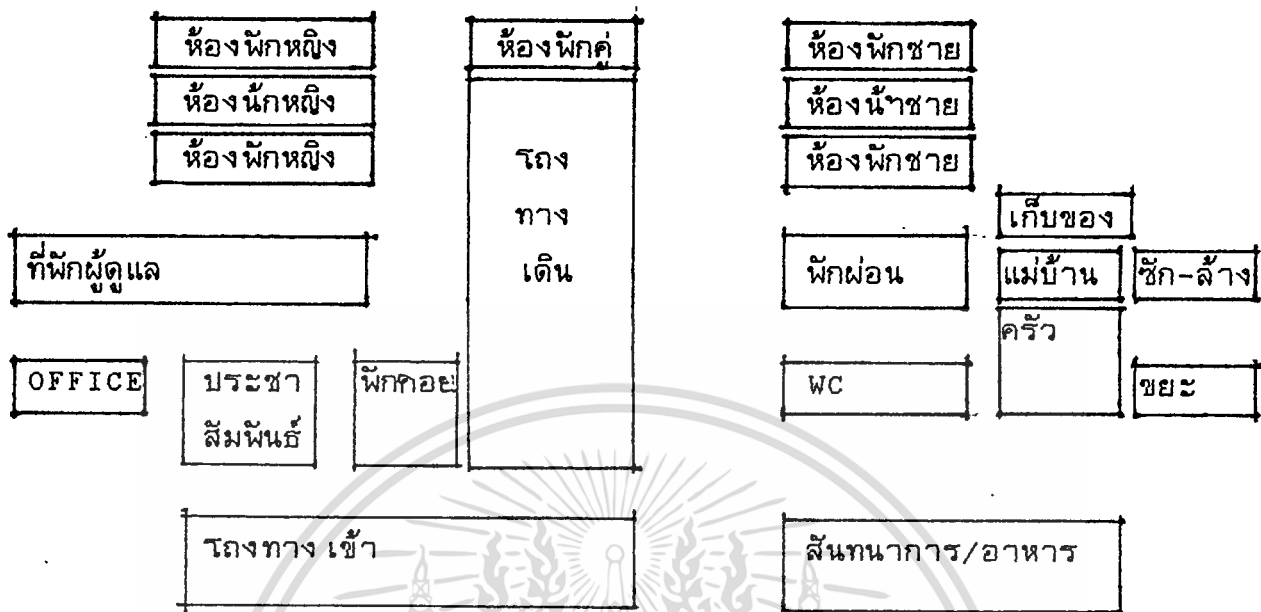 ห้องพักหญิง
ห้องพักคู่
ห้องพักชาย
ห้องน้ักหญิง
ห้องน้ำชาย
ห้องพักหญิง
ห้องพักชาย
โถง
ทาง
เดิน
เก็บของ
ที่พักผู้ดูแล
พักผ่อน
แม่บ้าน
ซัก-ล้าง
ครัว
OFFICE
ประชา
สัมพันธ์
พักคอย
WC
ขยะ
โถงทางเข้า
สันทนาการ/อาหาร